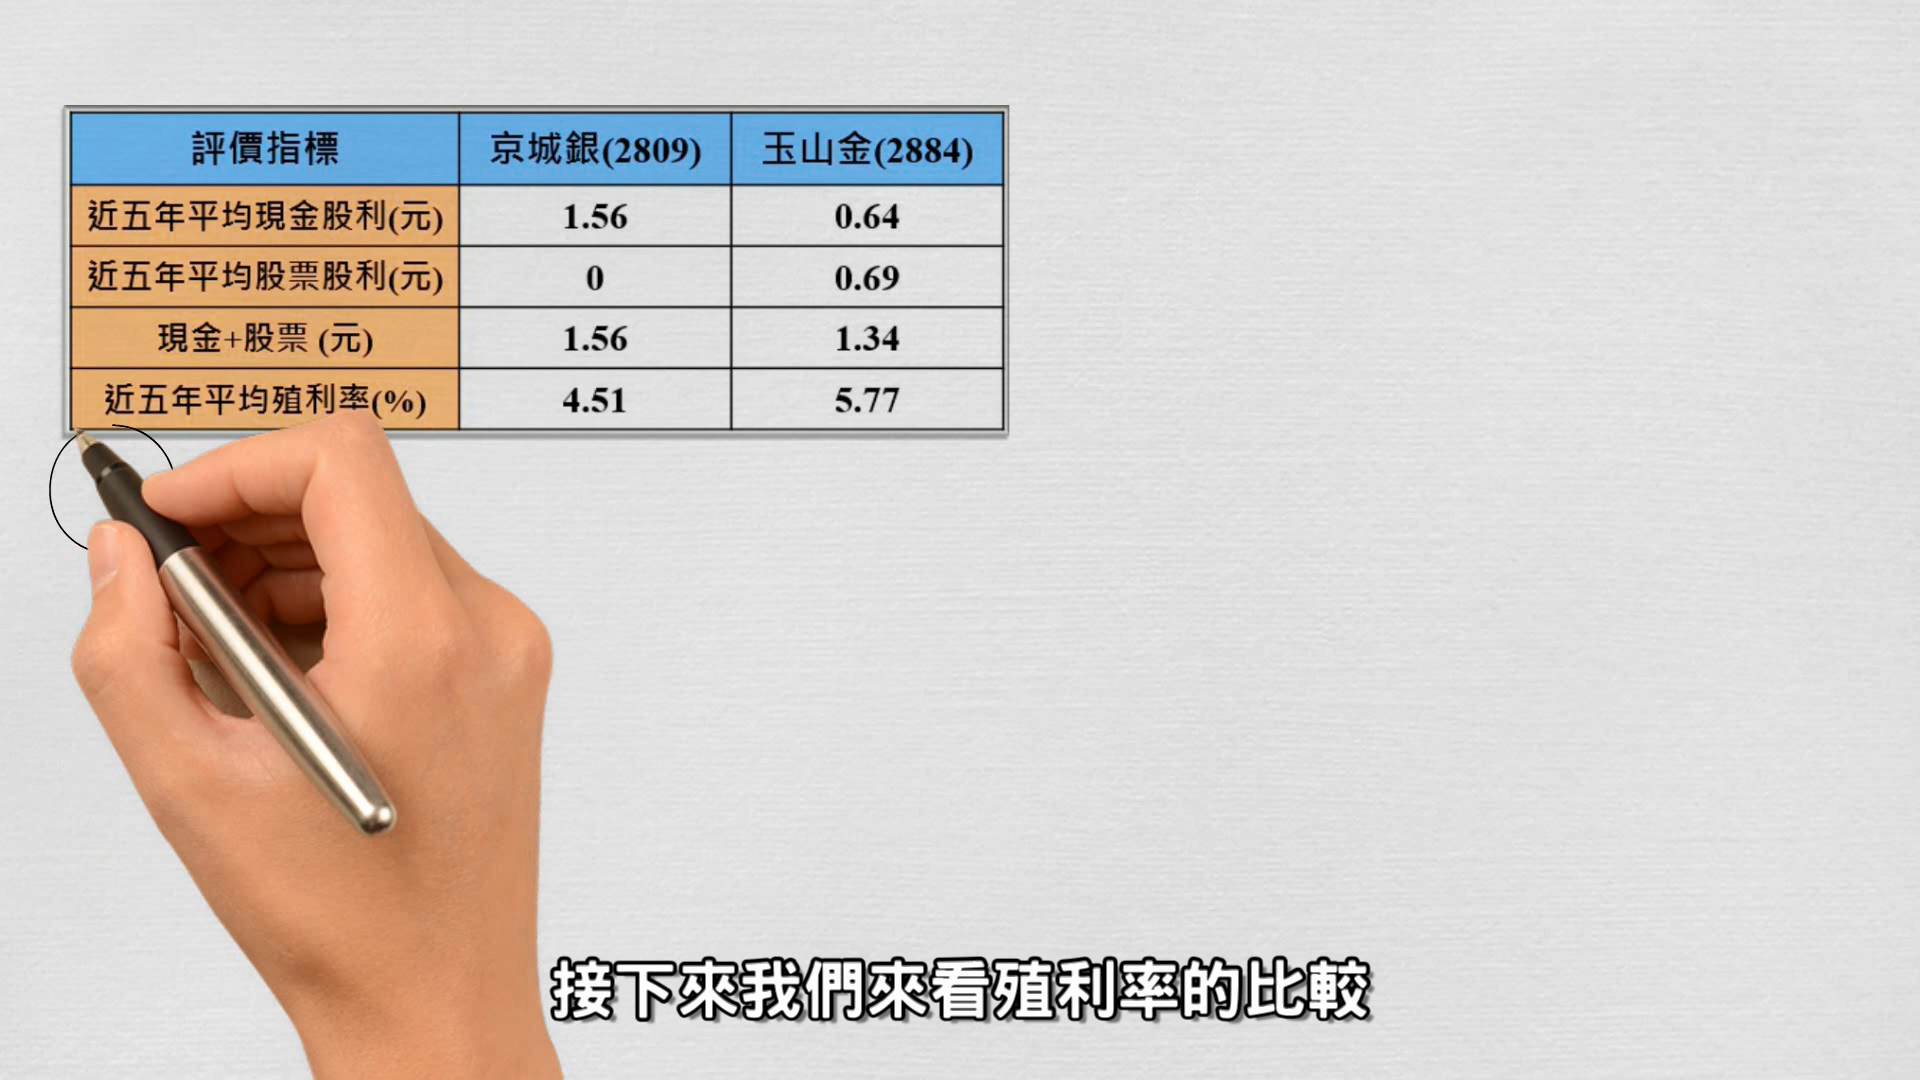 評價指標 京城銀(2809) 玉山金(2884)
近五年平均現金股利(元) 1.56 0.64
近五年平均股票股利(元) 0 0.69
現金+股票 (元) 1.56 1.34
近五年平均殖利率(%) 4.51 5.77
接下來我們來看殖利率的比較